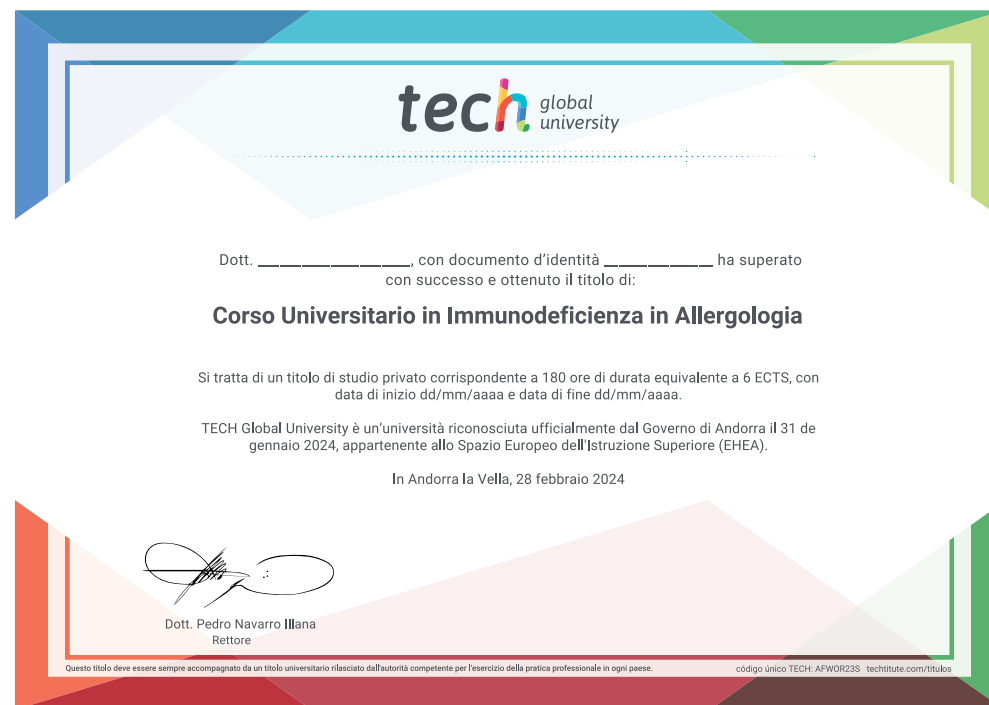 tech global university
Dott. __________________, con documento d'identità _____________ ha superato
con successo e ottenuto il titolo di:
Corso Universitario in Immunodeficienza in Allergologia
Si tratta di un titolo di studio privato corrispondente a 180 ore di durata equivalente a 6 ECTS, con
data di inizio dd/mm/aaaa e data di fine dd/mm/aaaa.
TECH Global University è un'università riconosciuta ufficialmente dal Governo di Andorra il 31 de
gennaio 2024, appartenente allo Spazio Europeo dell'Istruzione Superiore (EHEA).
In Andorra la Vella, 28 febbraio 2024
Dott. Pedro Navarro Illana
Rettore
Questo titolo deve essere sempre accompagnato da un titolo universitario rilasciato dall'autorità competente per l'esercizio della pratica professionale in ogni paese.
código único TECH: AFWOR23S techtitute.com/titulos